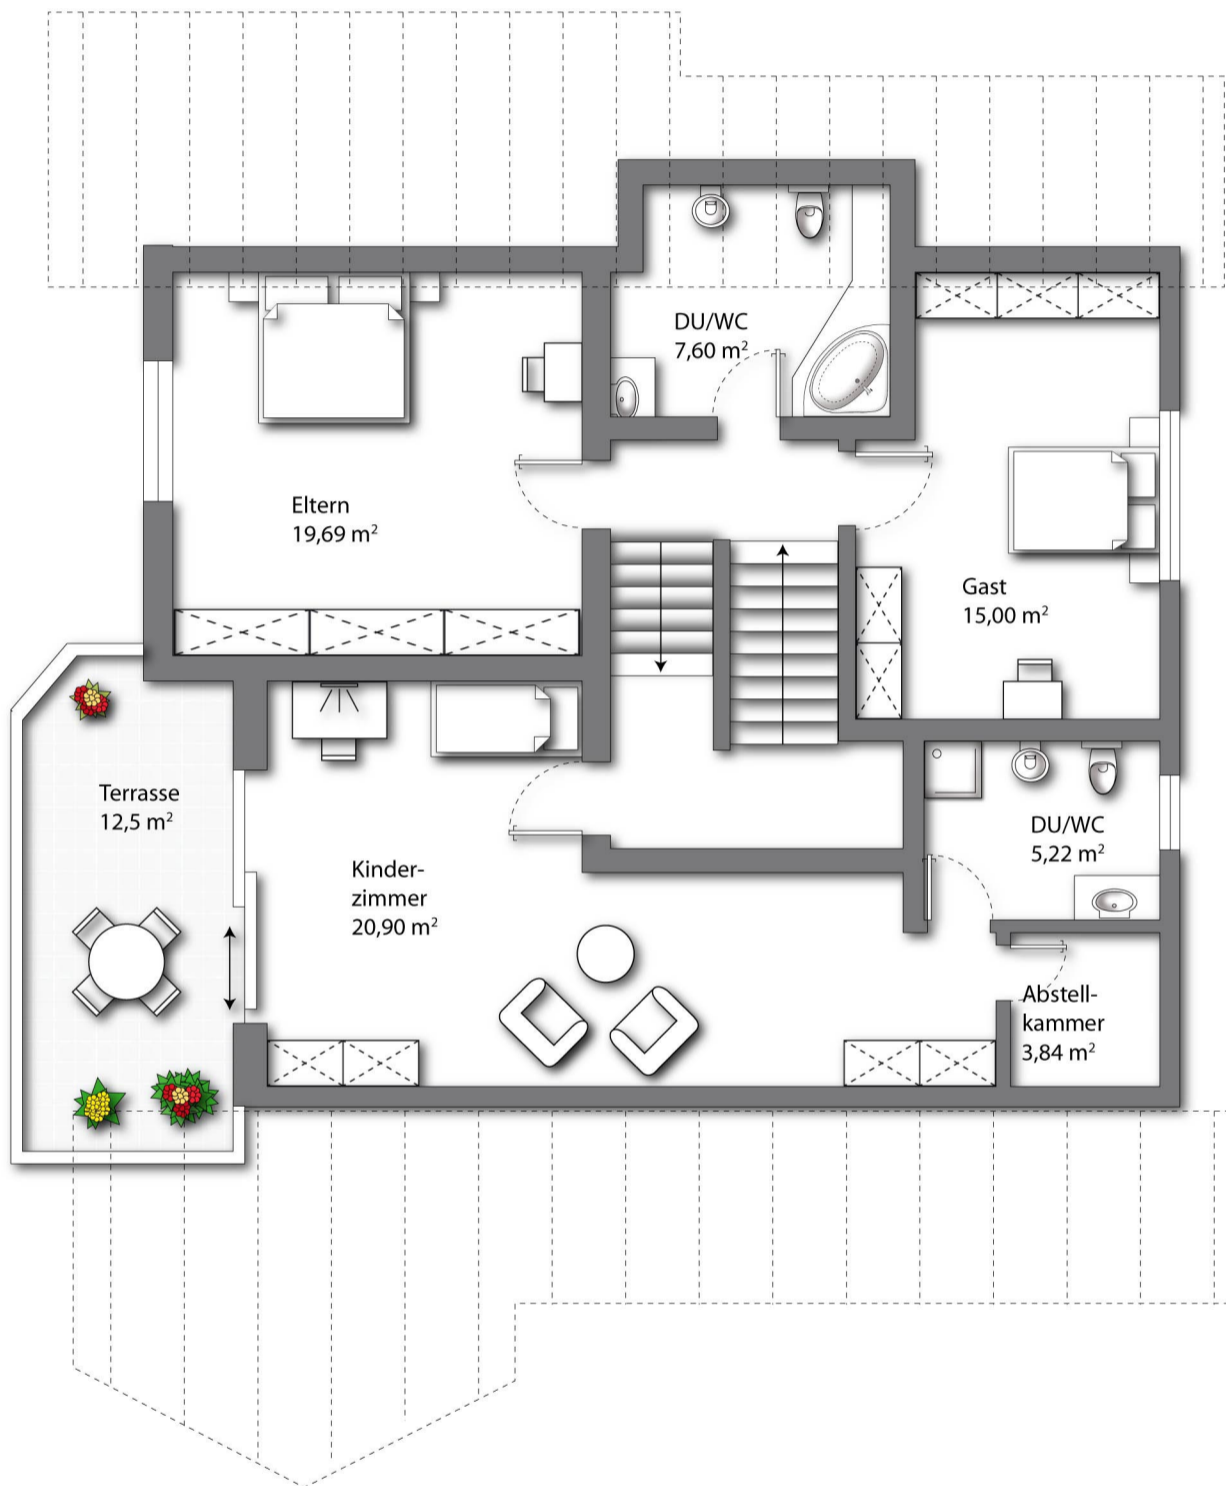 DU/WC
7,60 m²
Eltern
19,69 m²
Gast
15,00 m²
Terrasse
12,5 m²
DU/WC
5,22 m²
Kinder-
zimmer
20,90 m²
Abstell-
kammer
3,84 m²